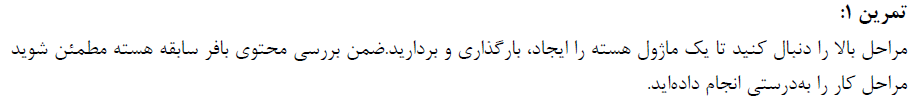 تمرین ۱:
مراحل بالا را دنبال کنید تا یک ماژول هسته را ایجاد، بارگذاری و بردارید.ضمن بررسی محتوی بافر سابقه هسته مطمئن شوید
مراحل کار را به‌درستی انجام داده‌اید.